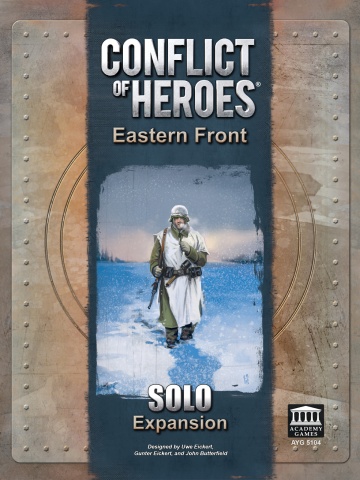 CONFLICT
OF HEROES®
Eastern Front
SOLO
Expansion
Designed by Uwe Eickert,
Gunter Eickert, and John Butterfield
ACADEMY
GAMES
AYG 5104